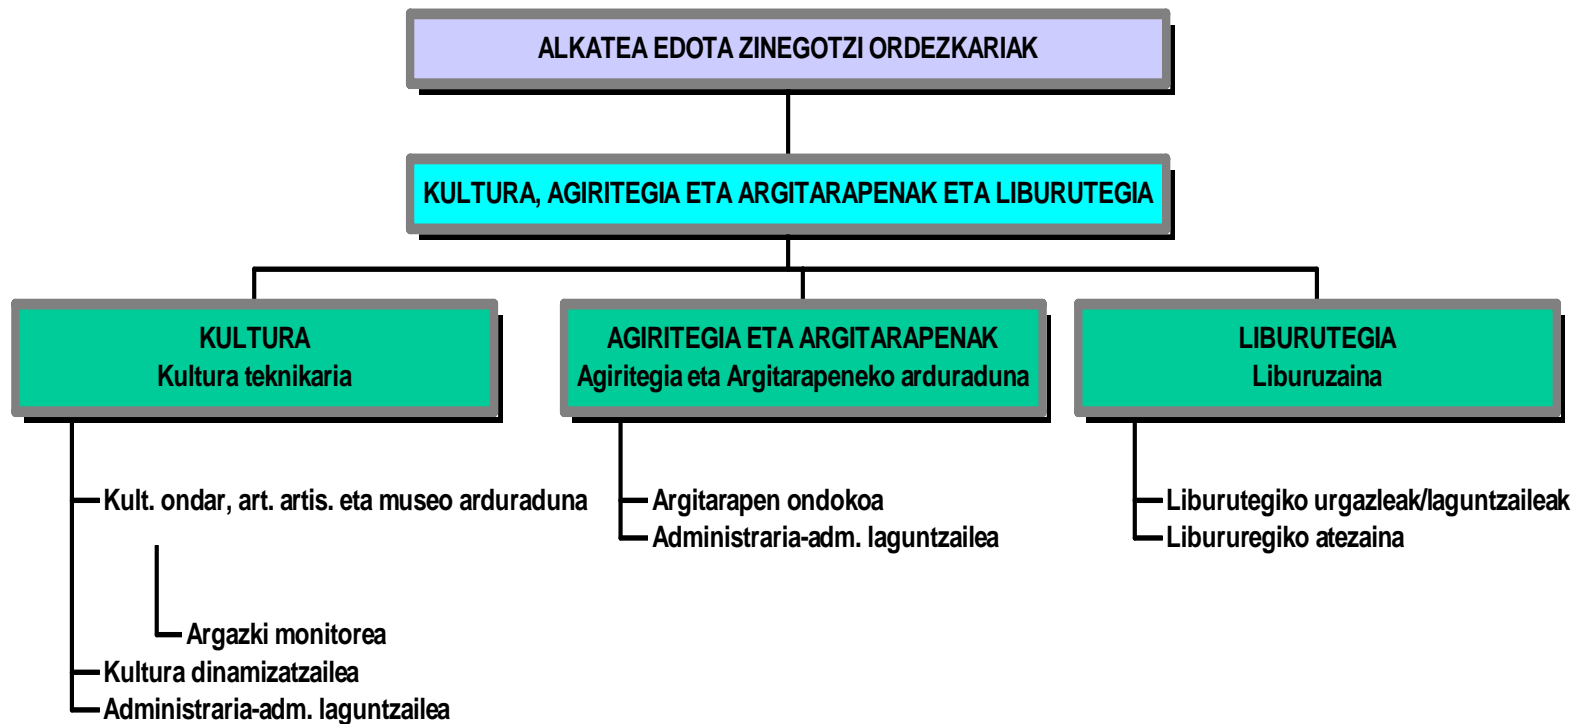 ALKATEA EDOTA ZINEGOTZI ORDEZKARIAK
KULTURA, AGIRITEGIA ETA ARGITARAPENAK ETA LIBURUTEGIA
KULTURA
Kultura teknikaria
Kult. ondar, art. artis. eta museo arduraduna
Argazki monitorea
Kultura dinamizatzailea
Administraria-adm. laguntzailea
AGIRITEGIA ETA ARGITARAPENAK
Agiritegia eta Argitarapeneko arduraduna
Argitarapen ondokoa
Administraria-adm. laguntzailea
LIBURUTEGIA
Liburuzaina
Liburutegiko urgazleak/laguntzaileak
Libururegiko atezaina